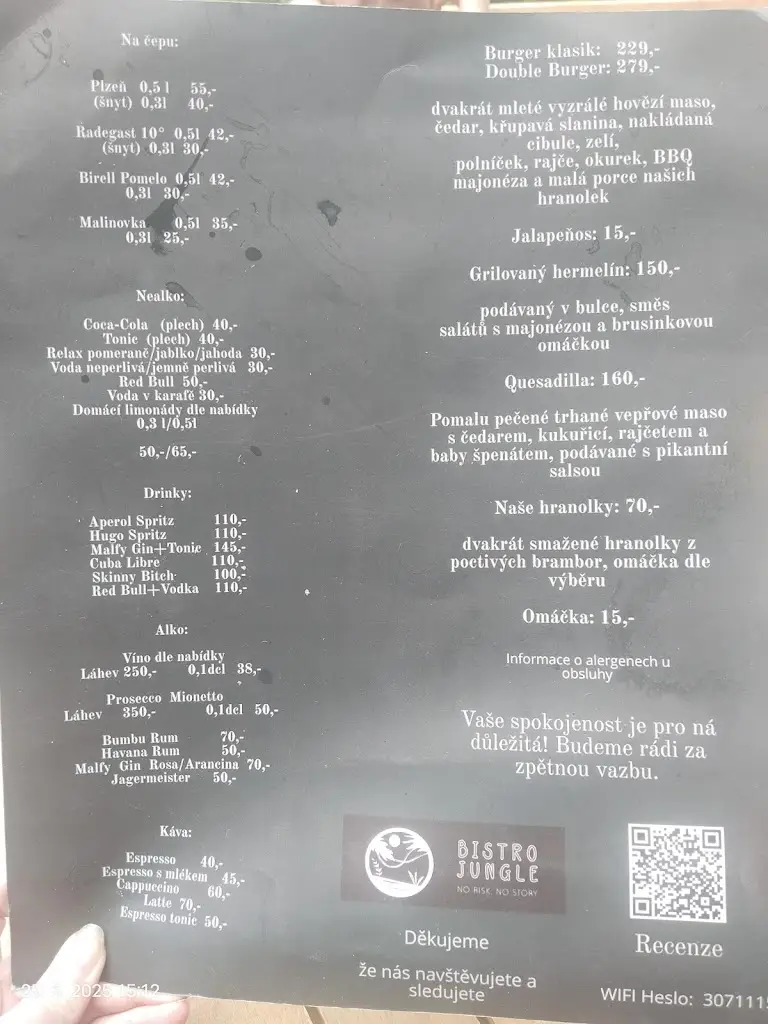 Na čepu:
Plzeň 0,5 l 55,-
(šnyt) 0,3l 40,-
Radegast 10° 0,5l 42,-
(šnyt) 0,3l 30,-
Birell Pomelo 0,5l 42,-
0,3l 30,-
Malinovka 0,5l 35,-
0,3l 25,-
Nealko:
Coca-Cola (plech) 40,-
Tonic (plech) 40,-
Relax pomeranč/jablko/jahoda 30,-
Voda neperlivá/jemně perlivá 30,-
Red Bull 50,-
Voda v karafě 30,-
Domácí limonády dle nabídky
0,3 l/0,5l
50,-/65,-
Drinky:
Aperol Spritz 110,-
Hugo Spritz 110,-
Malfy Gin+Tonic 145,-
Cuba Libre 110,-
Skinny Bitch 100,-
Red Bull+Vodka 110,-
Alko:
Víno dle nabídky
Láhev 250,- 0,1dcl 38,-
Prosecco Mionetto
Láhev 350,- 0,1dcl 50,-
Bumbu Rum 70,-
Havana Rum 50,-
Malfy Gin Rosa/Arancina 70,-
Jagermeister 50,-
Káva:
Espresso 40,-
Espresso s mlékem 45,-
Cappuccino 60,-
Latte 70,-
Espresso tonic 50,-
Burger klasik: 229,-
Double Burger: 279,-
dvakrát mleté vyzrálé hovězí maso,
čedar, křupavá slanina, nakládaná
cibule, zelí,
polníček, rajče, okurek, BBQ
majonéza a malá porce našich
hranolek
Jalapeños: 15,-
Grilovaný hermelín: 150,-
podávaný v bulce, směs
salátů s majonézou a brusinkovou
omáčkou
Quesadilla: 160,-
Pomalu pečené trhané vepřové maso
s čedarem, kukuřicí, rajčetem a
baby špenátem, podávané s pikantní
salsou
Naše hranolky: 70,-
dvakrát smažené hranolky z
poctivých brambor, omáčka dle
výběru
Omáčka: 15,-
Informace o alergenech u
obsluhy
Vaše spokojenost je pro ná
důležitá! Budeme rádi za
zpětnou vazbu.
BISTRO
JUNGLE
NO RISK, NO STORY
Děkujeme
že nás navštěvujete a
sledujete
Recenze
WIFI Heslo: 307111
2025 15:12